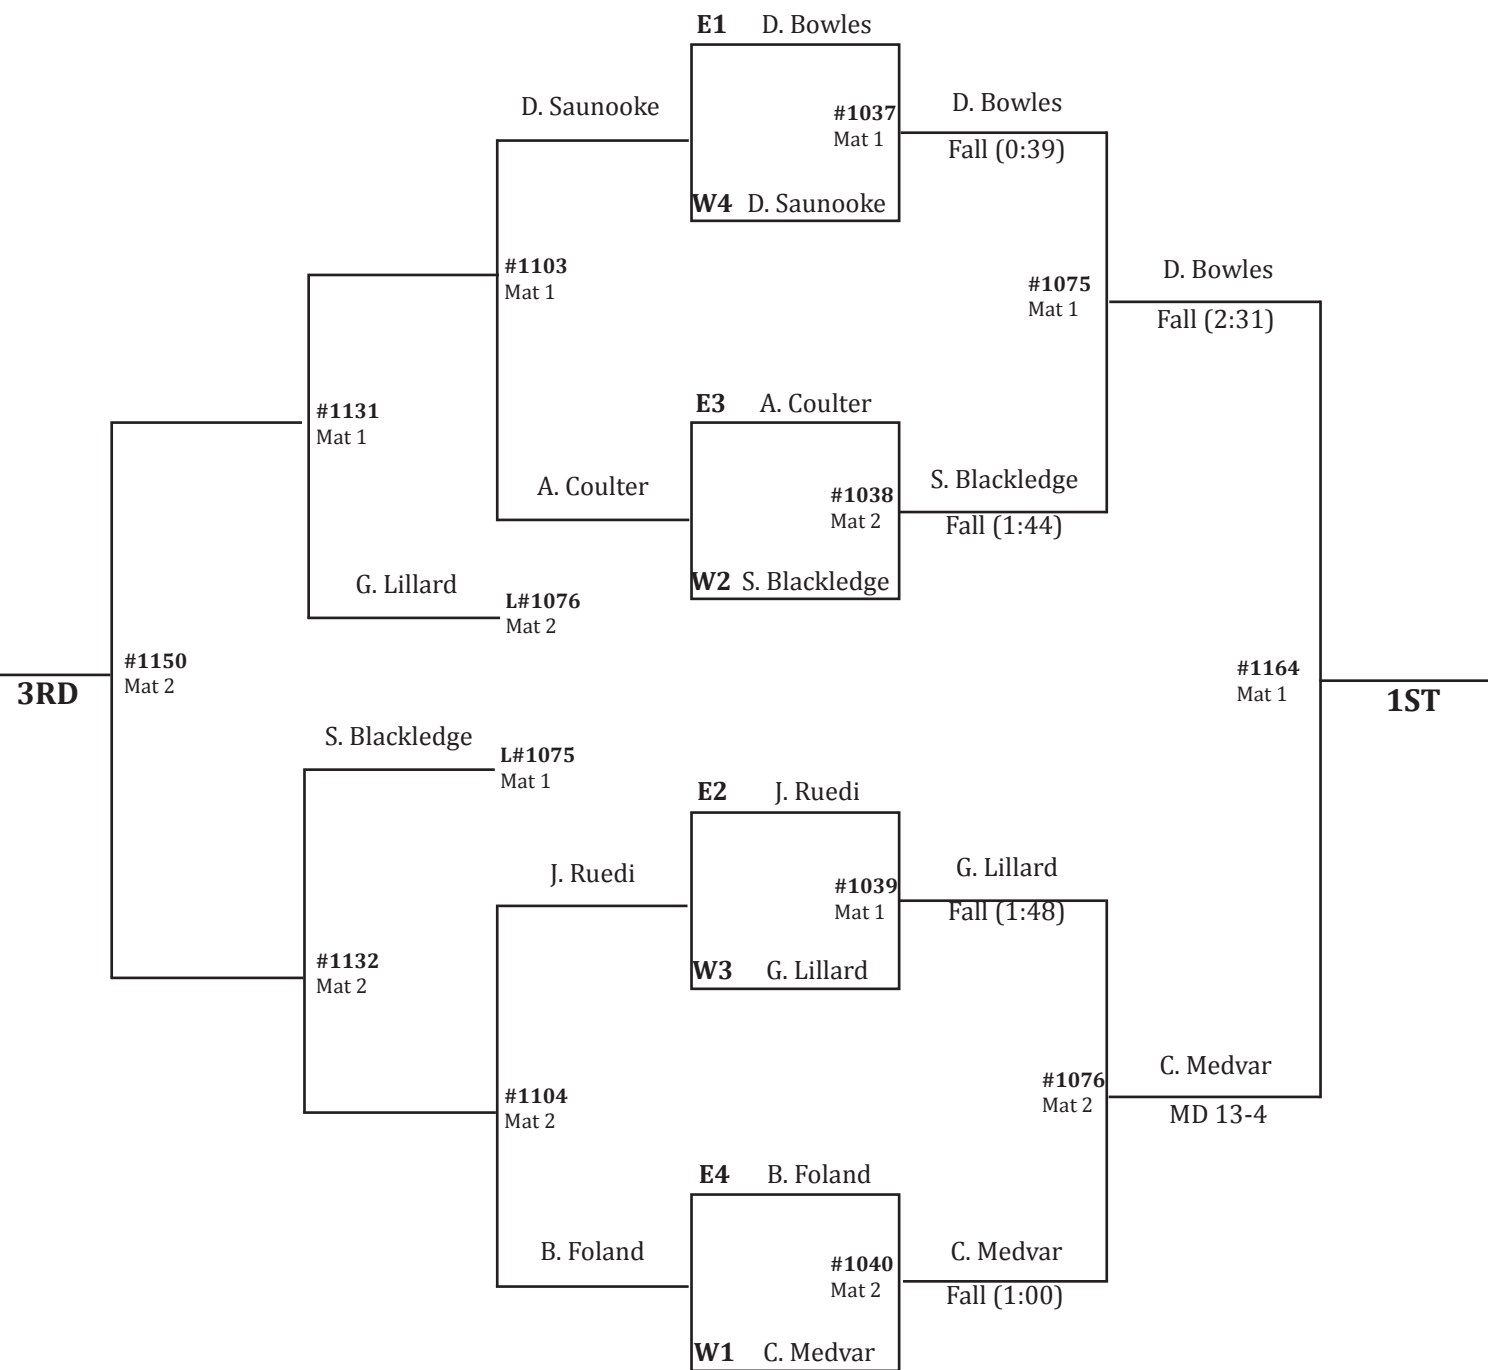 E1 D. Bowles
D. Saunooke
#1037
Mat 1
D. Bowles
Fall (0:39)
W4 D. Saunooke
#1103
Mat 1
#1075
Mat 1
D. Bowles
Fall (2:31)
E3 A. Coulter
#1131
Mat 1
A. Coulter
#1038
Mat 2
S. Blackledge
Fall (1:44)
W2 S. Blackledge
G. Lillard
L#1076
Mat 2
#1150
Mat 2
3RD
#1164
Mat 1
1ST
S. Blackledge
L#1075
Mat 1
E2 J. Ruedi
J. Ruedi
#1039
Mat 1
G. Lillard
Fall (1:48)
W3 G. Lillard
#1132
Mat 2
#1104
Mat 2
#1076
Mat 2
C. Medvar
MD 13-4
E4 B. Foland
B. Foland
#1040
Mat 2
C. Medvar
Fall (1:00)
W1 C. Medvar